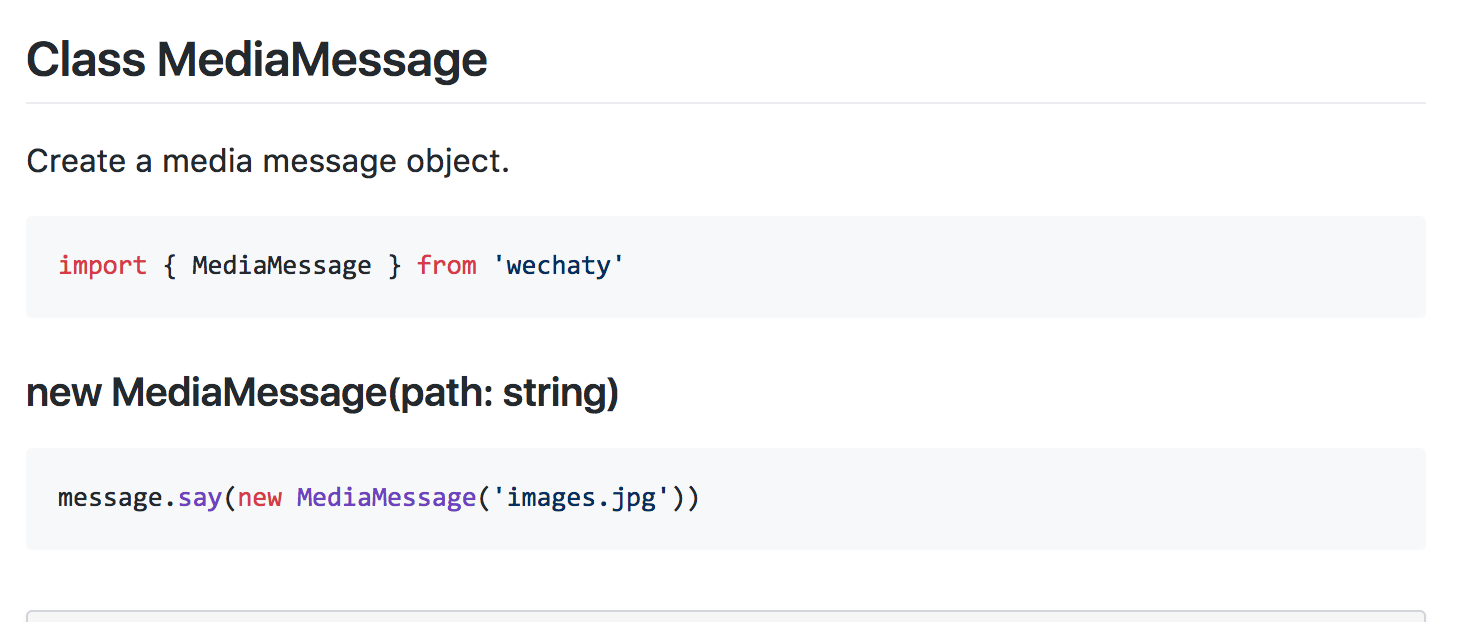 Class MediaMessage
Create a media message object.
import { MediaMessage } from 'wechaty'
new MediaMessage(path: string)
message.say(new MediaMessage('images.jpg'))